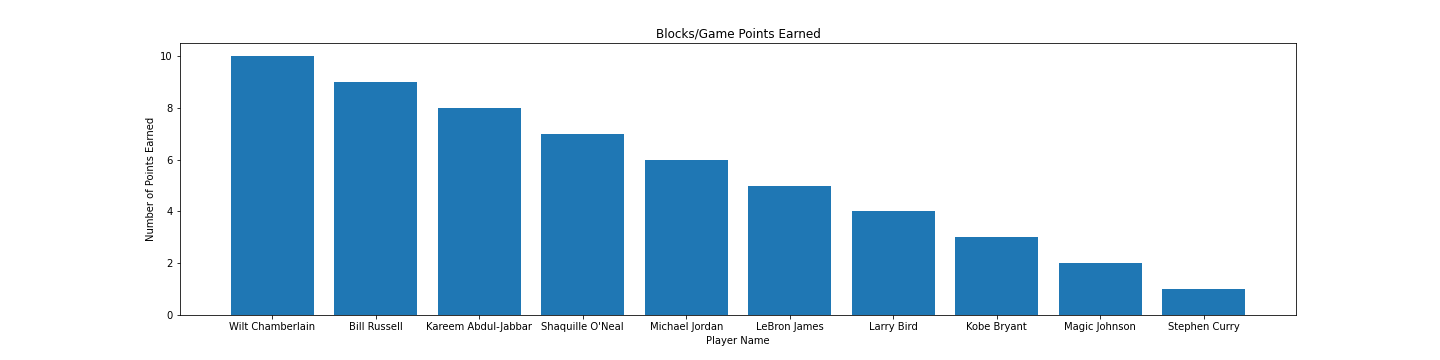 Blocks/Game Points Earned
Number of Points Earned
10
8
6
4
2
0
Wilt Chamberlain Bill Russell Kareem Abdul-Jabbar Shaquille O'Neal Michael Jordan LeBron James Larry Bird Kobe Bryant Magic Johnson Stephen Curry
Player Name